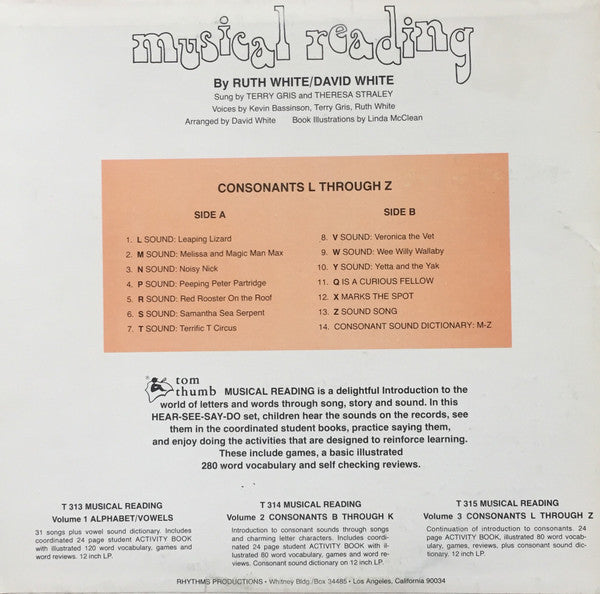 musical reading
By RUTH WHITE/DAVID WHITE
Sung by TERRY GRIS and THERESA STRALEY
Voices by Kevin Bassinson, Terry Gris, Ruth White
Arranged by David White Book Illustrations by Linda McClean
CONSONANTS L THROUGH Z
SIDE A
1. L SOUND: Leaping Lizard
2. M SOUND: Melissa and Magic Man Max
3. N SOUND: Noisy Nick
4. P SOUND: Peeping Peter Partridge
5. R SOUND: Red Rooster On the Roof
6. S SOUND: Samantha Sea Serpent
7. T SOUND: Terrific T Circus
SIDE B
8. V SOUND: Veronica the Vet
9. W SOUND: Wee Willy Wallaby
10. Y SOUND: Yetta and the Yak
11. Q IS A CURIOUS FELLOW
12. X MARKS THE SPOT
13. Z SOUND SONG
14. CONSONANT SOUND DICTIONARY: M-Z
tom
thumb MUSICAL READING is a delightful Introduction to the
world of letters and words through song, story and sound. In this
HEAR-SEE-SAY-DO set, children hear the sounds on the records, see
them in the coordinated student books, practice saying them,
and enjoy doing the activities that are designed to reinforce learning.
These include games, a basic illustrated
280 word vocabulary and self checking reviews.
T 313 MUSICAL READING
Volume 1 ALPHABET/VOWELS
31 songs plus vowel sound dictionary. Includes
coordinated 24 page student ACTIVITY BOOK
with illustrated 120 word vocabulary, games and
word reviews. 12 inch LP.
T 314 MUSICAL READING
Volume 2 CONSONANTS B THROUGH K
Introduction to consonant sounds through songs
and charming letter characters. Includes coordinated
24 page student ACTIVITY BOOK with il-
lustrated 80 word vocabulary, games and word reviews.
Consonant sound dictionary on 12 inch LP.
T 315 MUSICAL READING
Volume 3 CONSONANTS L THROUGH Z
Continuation of introduction to consonants. 24
page ACTIVITY BOOK, illustrated 80 word vocabu-
lary, games, reviews, plus consonant sound dic-
tionary. 12 inch LP.
RHYTHMS PRODUCTIONS • Whitney Bldg./Box 34485 • Los Angeles, California 90034